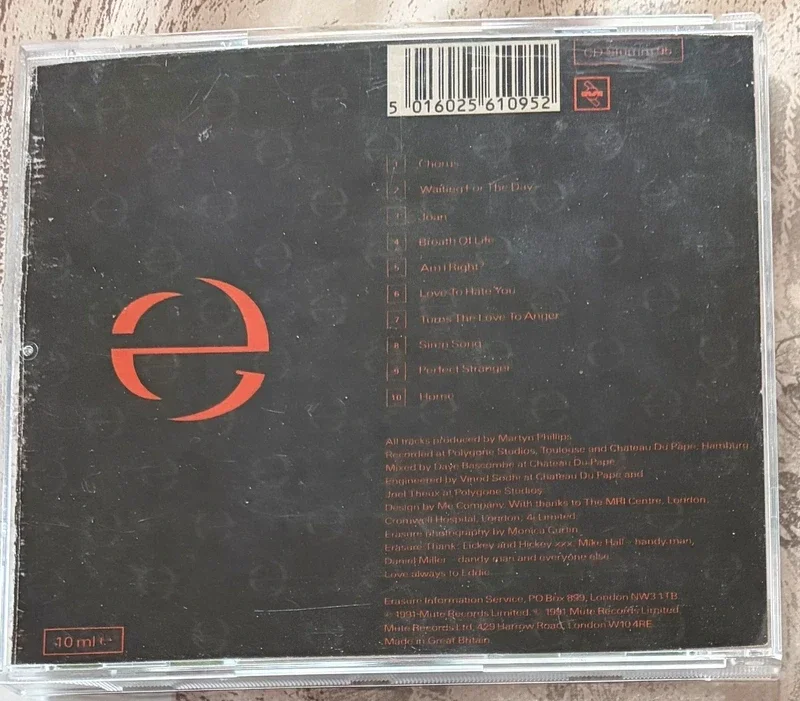 CD Stumm 95
5 016025 610952
1 Chorus
2 Waiting For The Day
3 Joan
4 Breath Of Life
5 Am I Right?
6 Love To Hate You
7 Turns The Love To Anger
8 Siren Song
9 Perfect Stranger
10 Home
All tracks produced by Martyn Phillips
Recorded at Polygone Studios, Toulouse and Chateau Du Pape, Hamburg
Mixed by Dave Bascombe at Chateau Du Pape
Engineered by Vinod Soute at Chateau Du Pape and
Joel Theux at Polygone Studios
Design by Me Company. With thanks to The MRI Centre, London,
Cromwell Hospital, London, 4i Limited
Erasure photography by Monica Curtin
Erasure Thank: Lickey and Hickey xxx, Mike Hall – handy man,
Daniel Miller – dandy man and everyone else
Love always to Eddie
Erasure Information Service, PO Box 899, London NW3 1TB
℗ 1991 Mute Records Limited © 1991 Mute Records Limited
Mute Records Ltd, 429 Harrow Road, London W10 4RE
Made in Great Britain
e
10 ml ℮